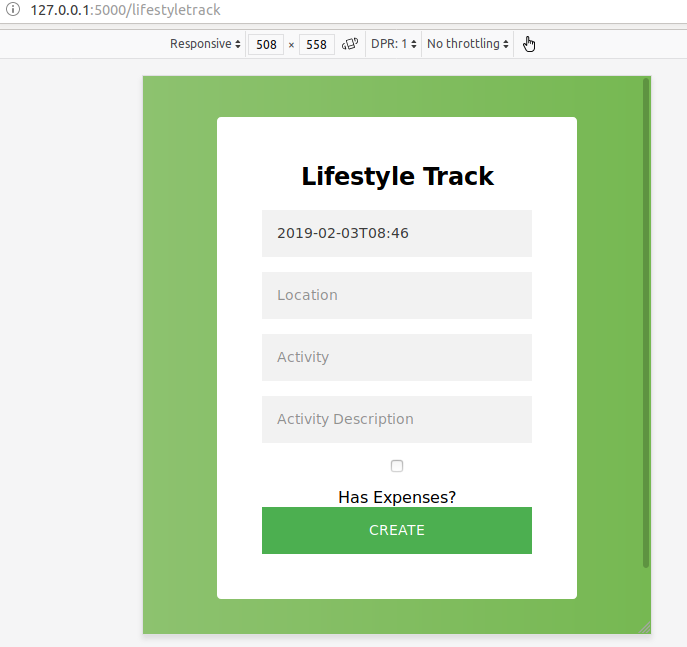 127.0.0.1:5000/lifestyletrack
Responsive 508 × 558 DPR: 1 No throttling
Lifestyle Track
2019-02-03T08:46
Location
Activity
Activity Description
Has Expenses?
CREATE